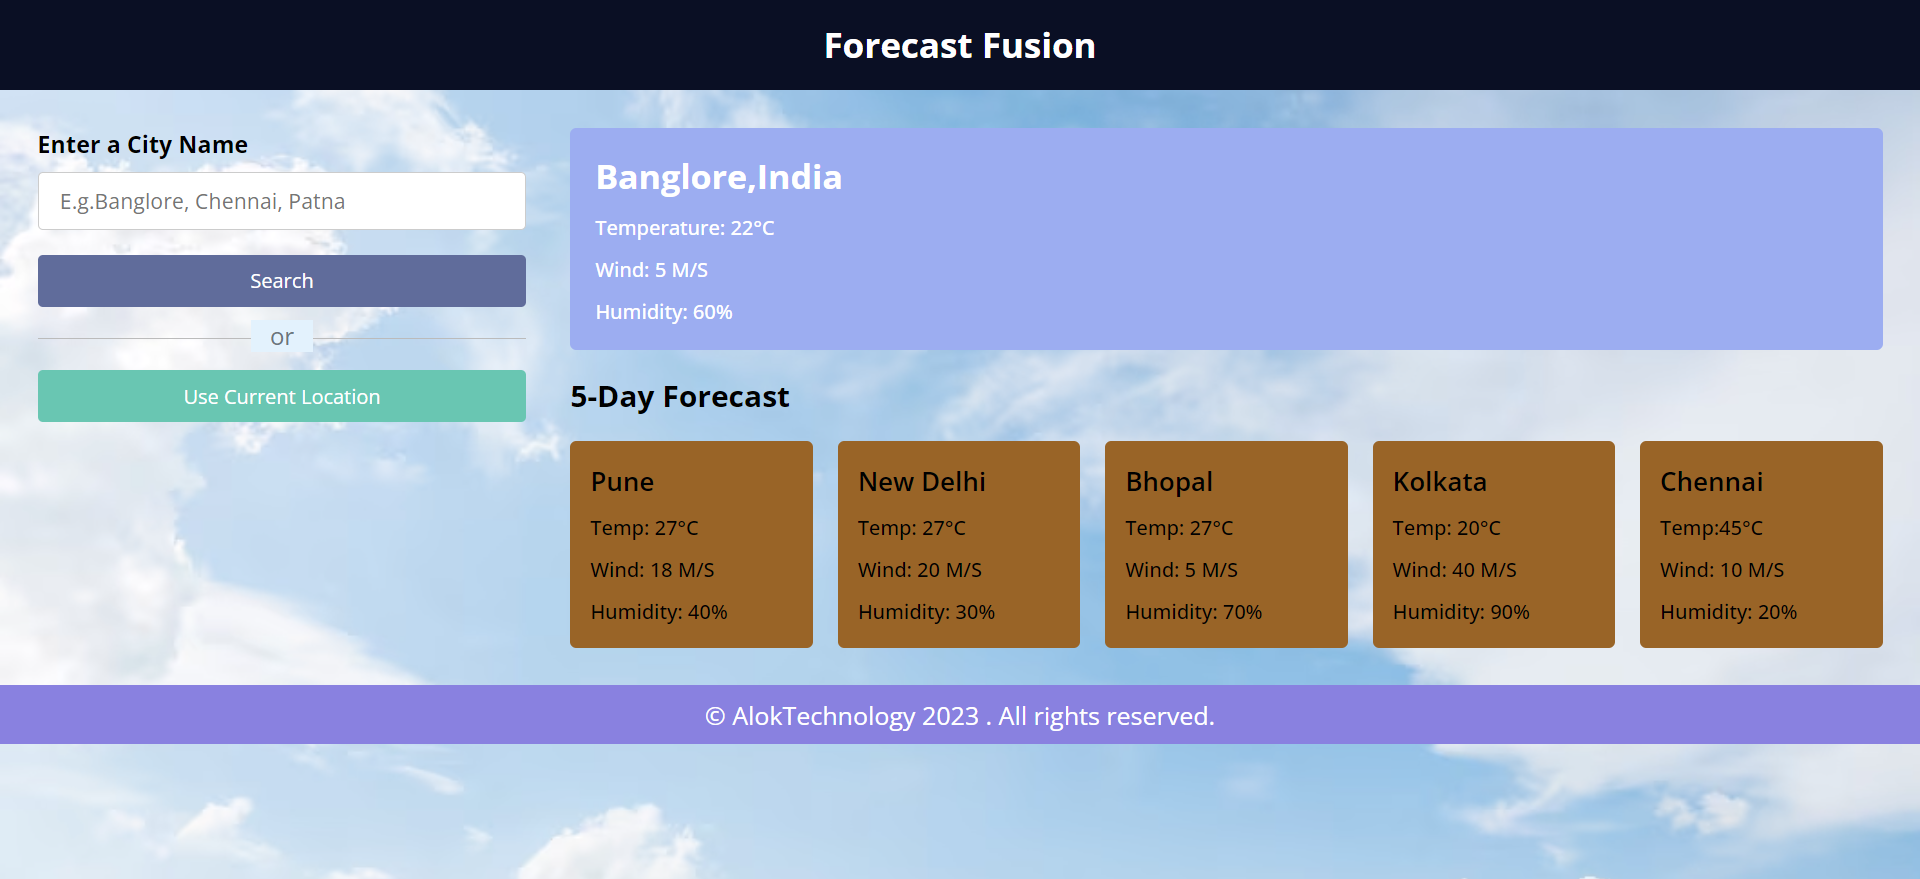 Forecast Fusion
Enter a City Name
E.g.Banglore, Chennai, Patna
Search
or
Use Current Location
Banglore,India
Temperature: 22°C
Wind: 5 M/S
Humidity: 60%
5-Day Forecast
Pune
Temp: 27°C
Wind: 18 M/S
Humidity: 40%
New Delhi
Temp: 27°C
Wind: 20 M/S
Humidity: 30%
Bhopal
Temp: 27°C
Wind: 5 M/S
Humidity: 70%
Kolkata
Temp: 20°C
Wind: 40 M/S
Humidity: 90%
Chennai
Temp:45°C
Wind: 10 M/S
Humidity: 20%
© AlokTechnology 2023 . All rights reserved.